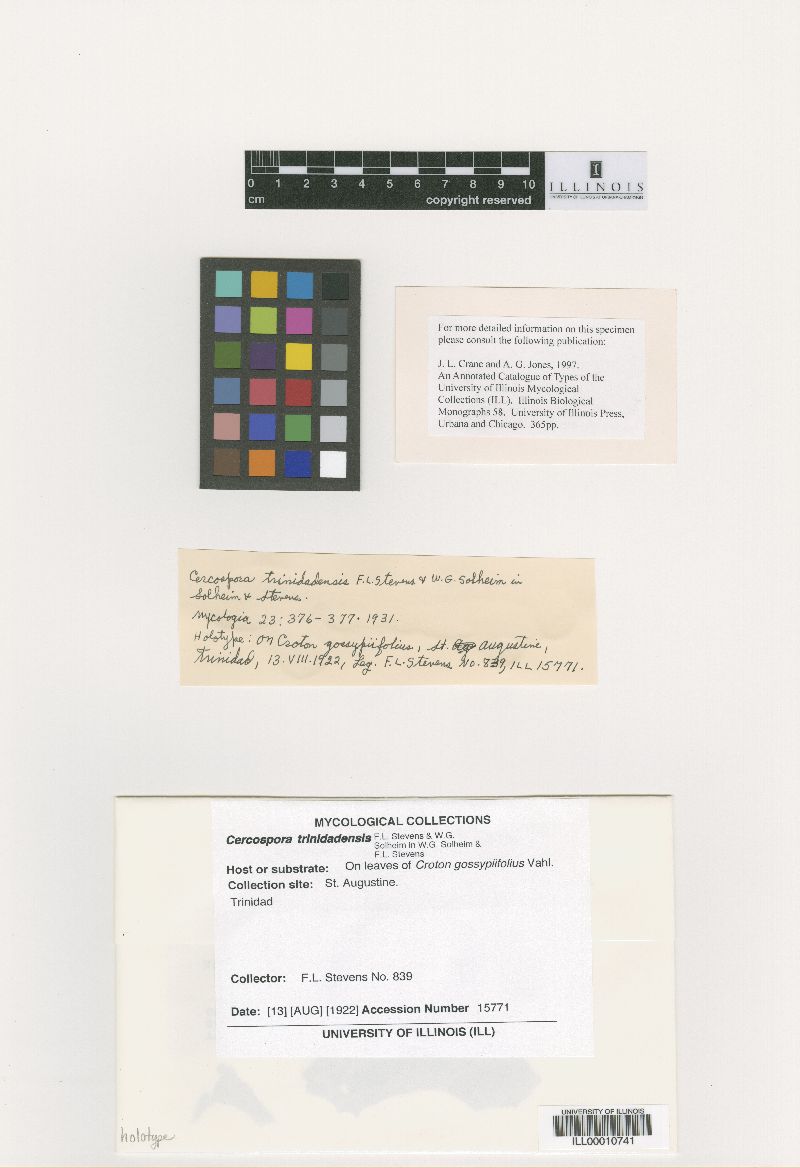 0 1 2 3 4 5 6 7 8 9 10
cm copyright reserved
I
ILLINOIS
For more detailed information on this specimen
please consult the following publication:
J. L. Crane and A. G. Jones, 1997.
An Annotated Catalogue of Types of the
University of Illinois Mycological
Collections (ILL). Illinois Biological
Monographs 58. University of Illinois Press,
Urbana and Chicago. 365pp.
Cercospora trinidadensis F.L.Stevens & W.G. Solheim in
Solheim & Stevens.
Mycologia 23: 376-377. 1931.
Holotype: on Croton gossypiifolius, St. Augustine,
Trinidad, 13.VIII.1922, Leg. F.L.Stevens No. 839, ILL 15771.
MYCOLOGICAL COLLECTIONS
Cercospora trinidadensis F.L. Stevens & W.G.
Solheim in W.G. Solheim &
F.L. Stevens
Host or substrate: On leaves of Croton gossypiifolius Vahl.
Collection site: St. Augustine.
Trinidad
Collector: F.L. Stevens No. 839
Date: [13] [AUG] [1922] Accession Number 15771
UNIVERSITY OF ILLINOIS (ILL)
holotype
UNIVERSITY OF ILLINOIS
ILL00010741